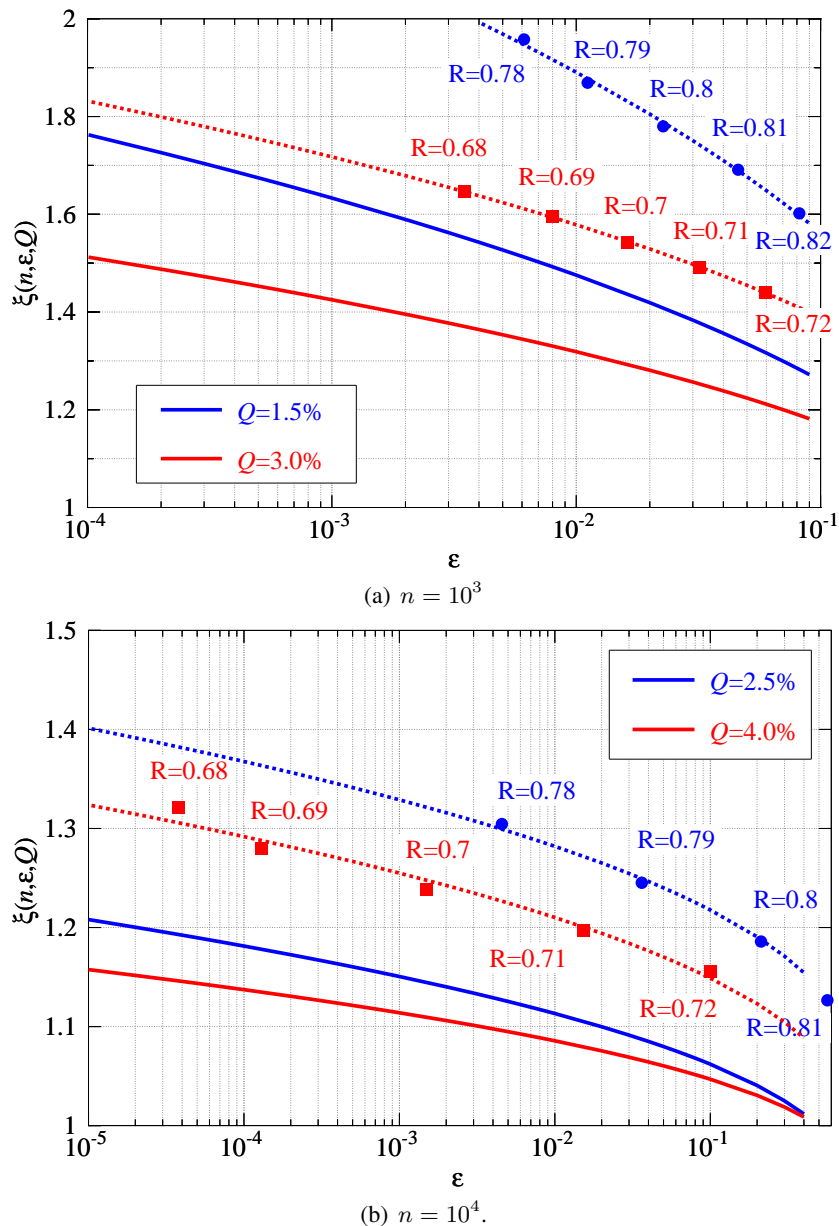 2
R=0.79
R=0.78
R=0.8
1.8
R=0.81
R=0.68
R=0.69
R=0.7
1.6
R=0.71
R=0.82
ξ(n,ε,Q)
1.4
R=0.72
Q=1.5%
1.2
Q=3.0%
1
10⁻⁴ 10⁻³ 10⁻² 10⁻¹
ε
(a) n = 10³
1.5
Q=2.5%
1.4
Q=4.0%
R=0.68
R=0.78
R=0.69
1.3
R=0.79
R=0.7
ξ(n,ε,Q)
R=0.8
1.2
R=0.71
R=0.72
1.1
R=0.81
1
10⁻⁵ 10⁻⁴ 10⁻³ 10⁻² 10⁻¹
ε
(b) n = 10⁴.